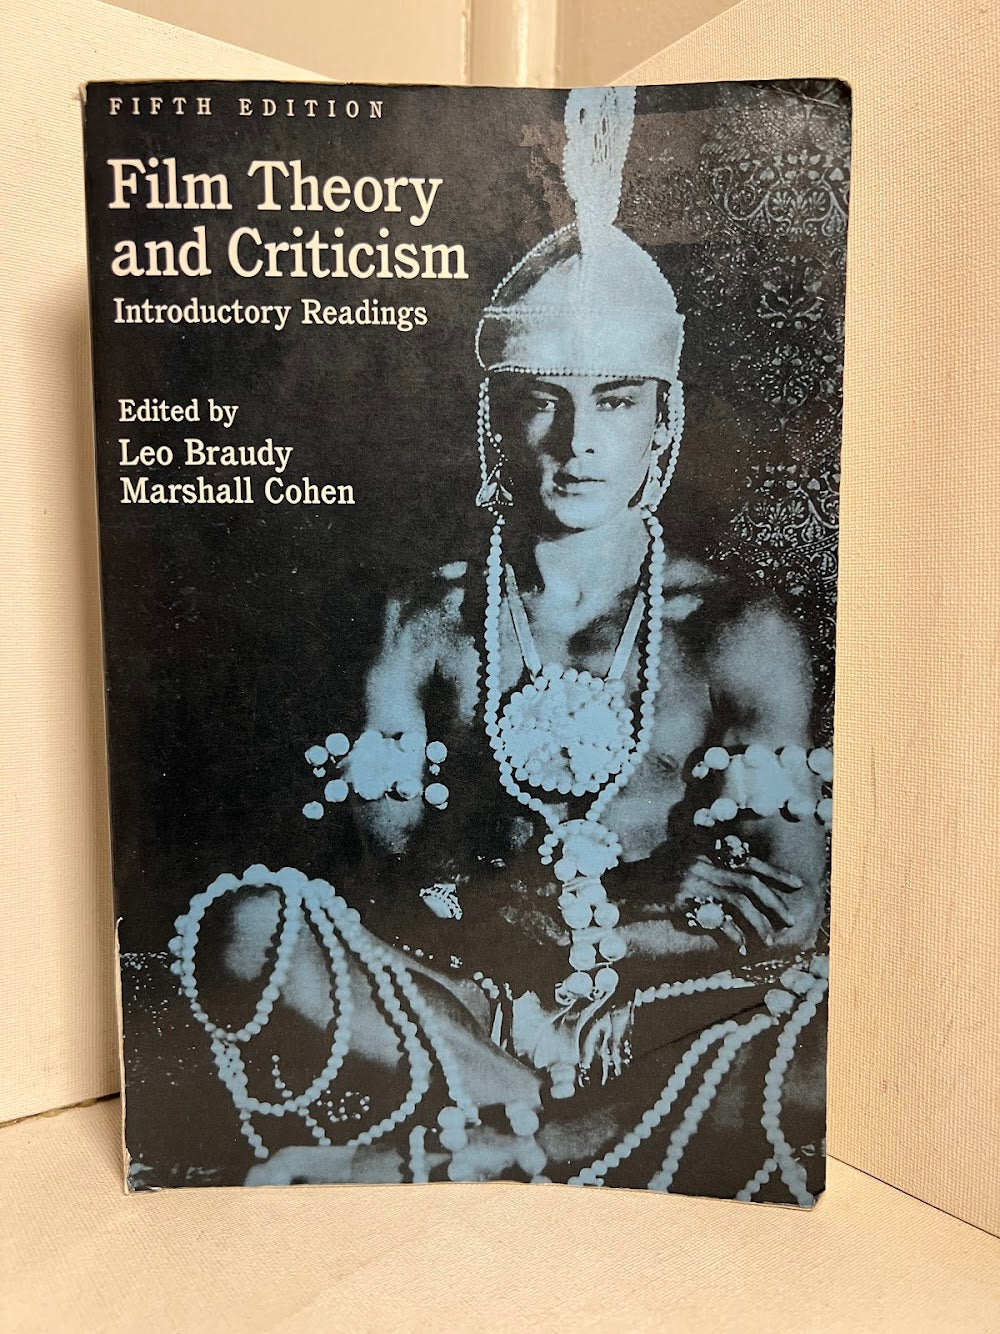 FIFTH EDITION
Film Theory
and Criticism
Introductory Readings
Edited by
Leo Braudy
Marshall Cohen